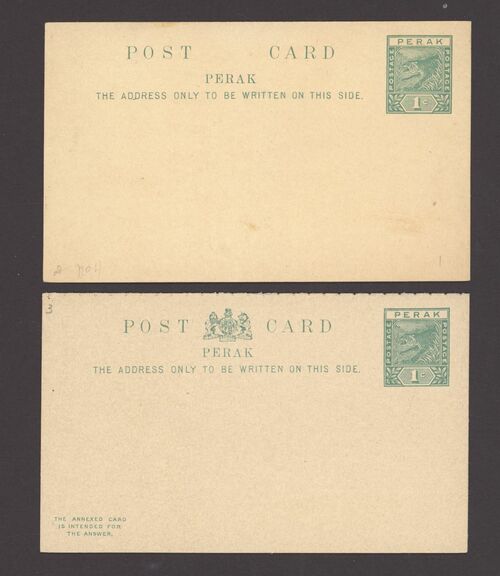 POST CARD
PERAK
THE ADDRESS ONLY TO BE WRITTEN ON THIS SIDE.
PERAK
POSTAGE
POSTAGE
1c
1
3
POST CARD
PERAK
THE ADDRESS ONLY TO BE WRITTEN ON THIS SIDE.
PERAK
POSTAGE
POSTAGE
1c
THE ANNEXED CARD
IS INTENDED FOR
THE ANSWER.